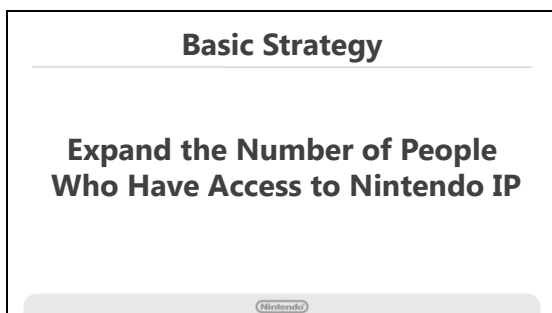 Basic Strategy
Expand the Number of People
Who Have Access to Nintendo IP
Nintendo